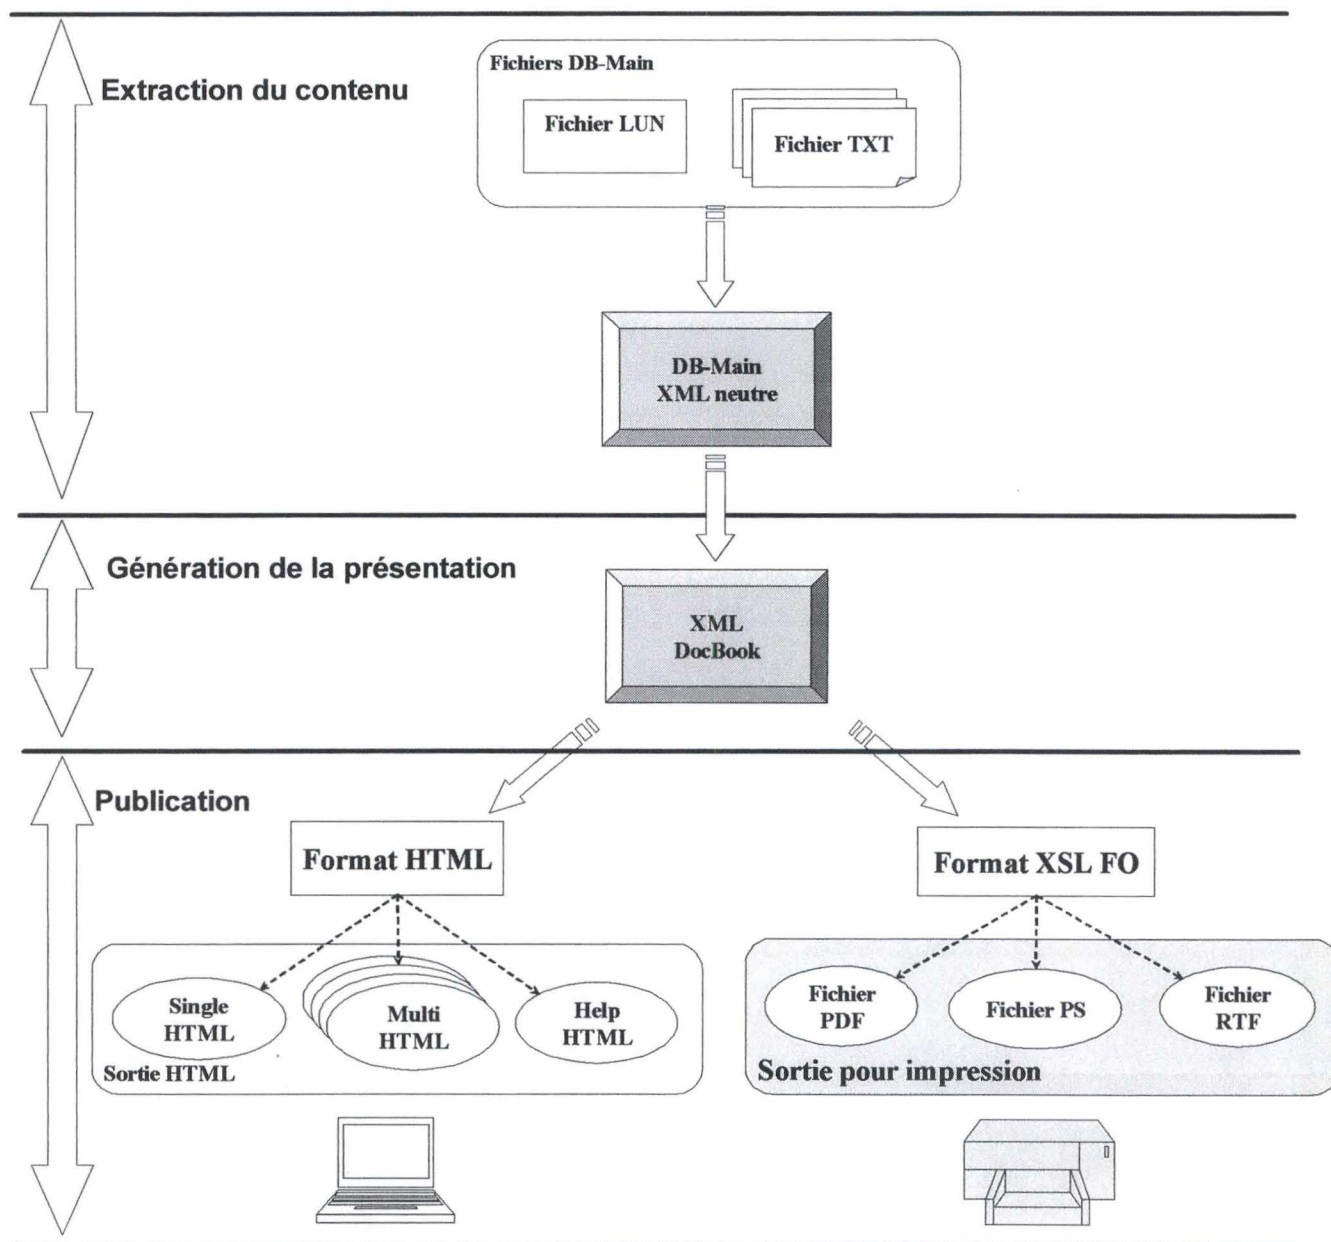 Extraction du contenu
Fichiers DB-Main
Fichier LUN
Fichier TXT
DB-Main
XML neutre
Génération de la présentation
XML
DocBook
Publication
Format HTML
Format XSL FO
Single
HTML
Multi
HTML
Help
HTML
Sortie HTML
Fichier
PDF
Fichier PS
Fichier
RTF
Sortie pour impression